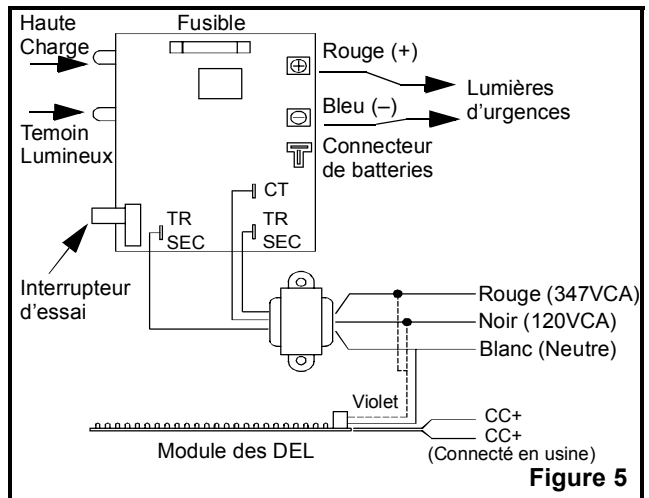 Haute
Charge
Fusible
Rouge (+)
Lumières
d'urgences
Bleu (–)
Temoin
Lumineux
Connecteur
de batteries
CT
TR
SEC
TR
SEC
Interrupteur
d'essai
Rouge (347VCA)
Noir (120VCA)
Blanc (Neutre)
Violet
CC+
CC+
(Connecté en usine)
Module des DEL
Figure 5